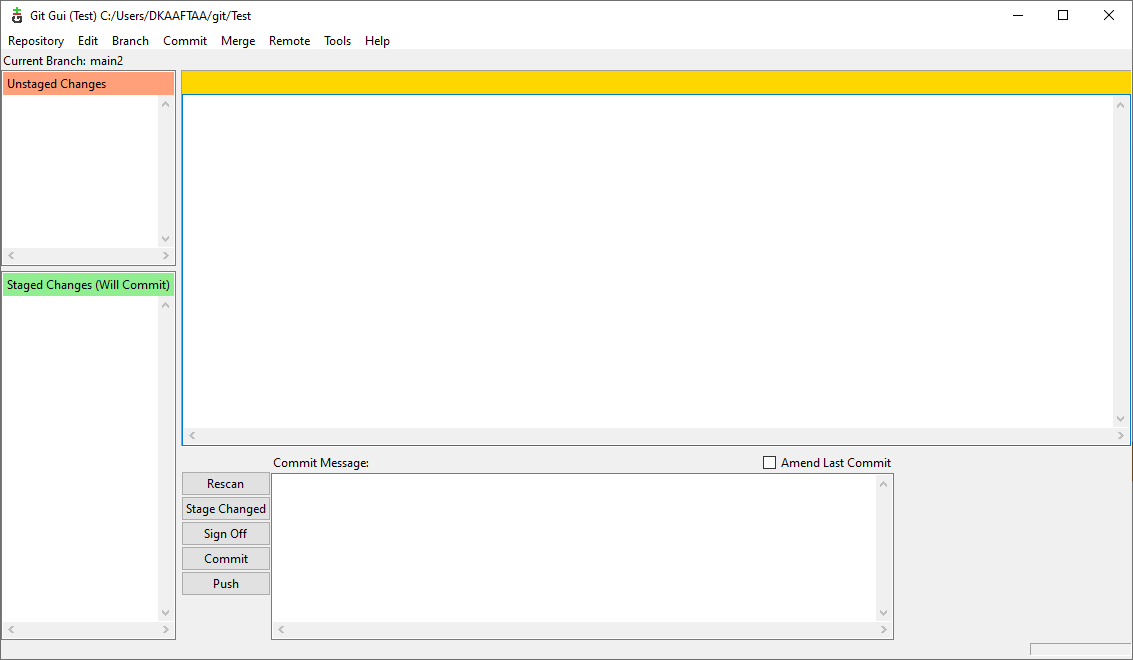 Git Gui (Test) C:/Users/DKAAFTAA/git/Test
Repository Edit Branch Commit Merge Remote Tools Help
Current Branch: main2
Unstaged Changes
Staged Changes (Will Commit)
Commit Message:
Amend Last Commit
Rescan
Stage Changed
Sign Off
Commit
Push